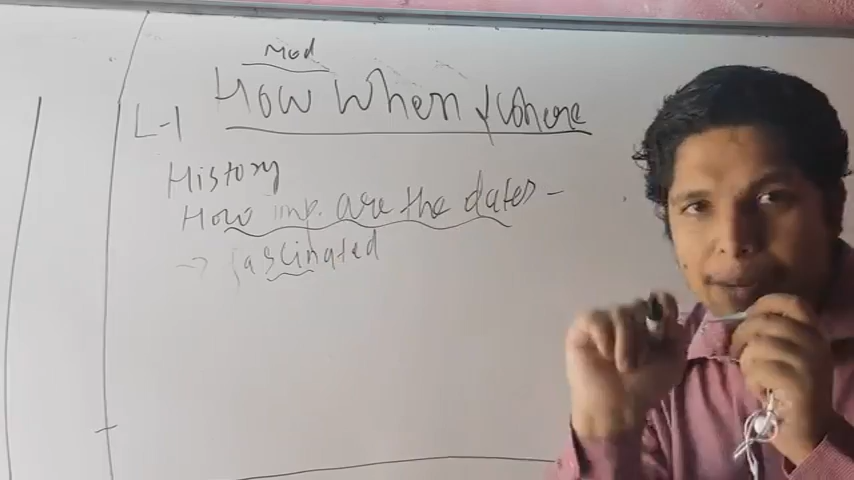 Mod
L-1 How When & Where
History
How imp. are the dates -
→ fascinated